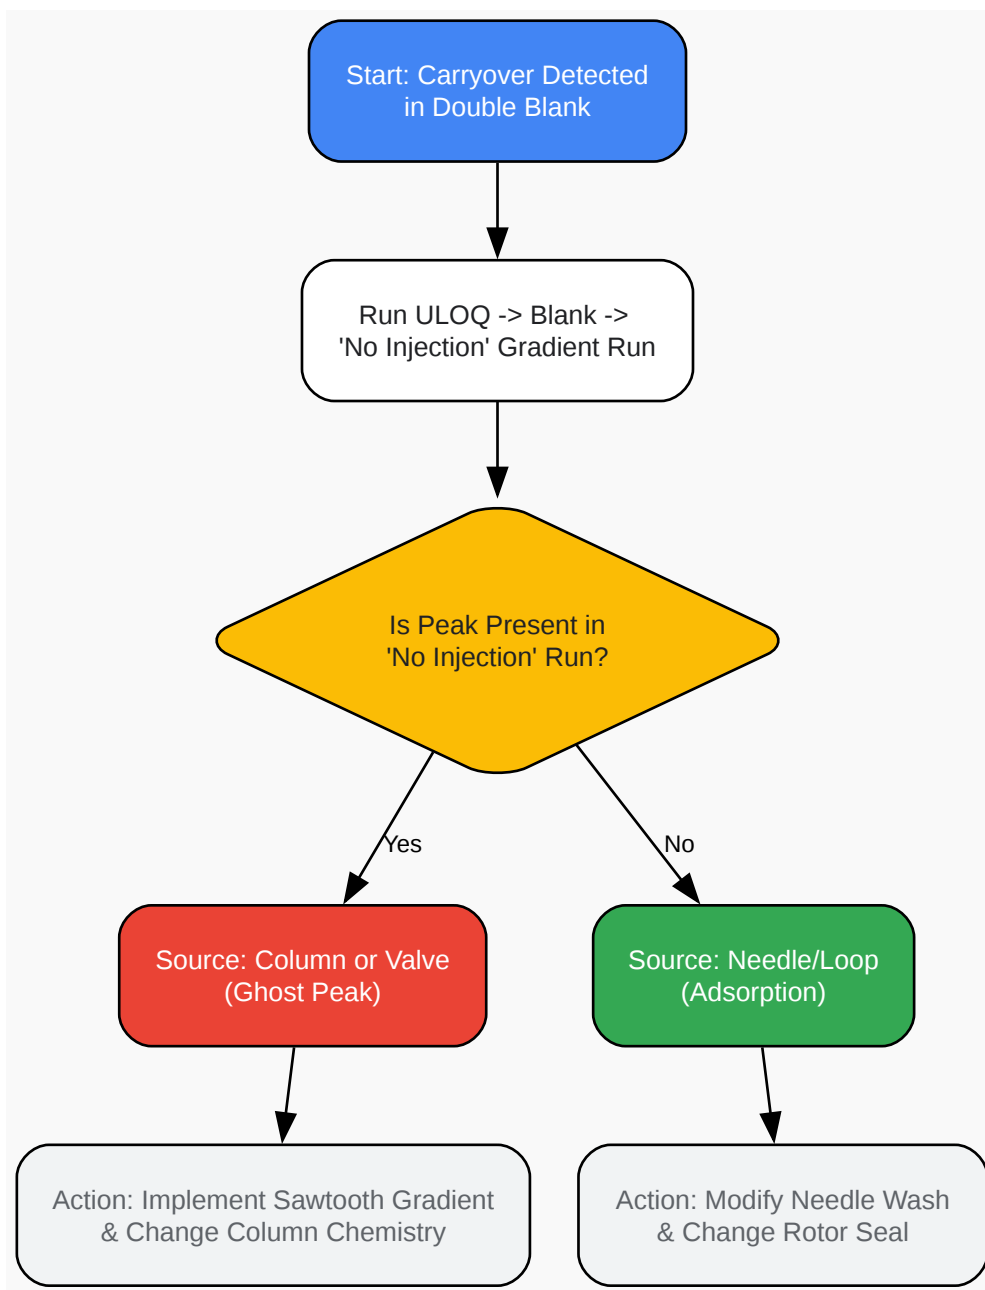 Start: Carryover Detected
in Double Blank
Run ULOQ -> Blank ->
'No Injection' Gradient Run
Is Peak Present in
'No Injection' Run?
Yes
No
Source: Column or Valve
(Ghost Peak)
Source: Needle/Loop
(Adsorption)
Action: Implement Sawtooth Gradient
& Change Column Chemistry
Action: Modify Needle Wash
& Change Rotor Seal